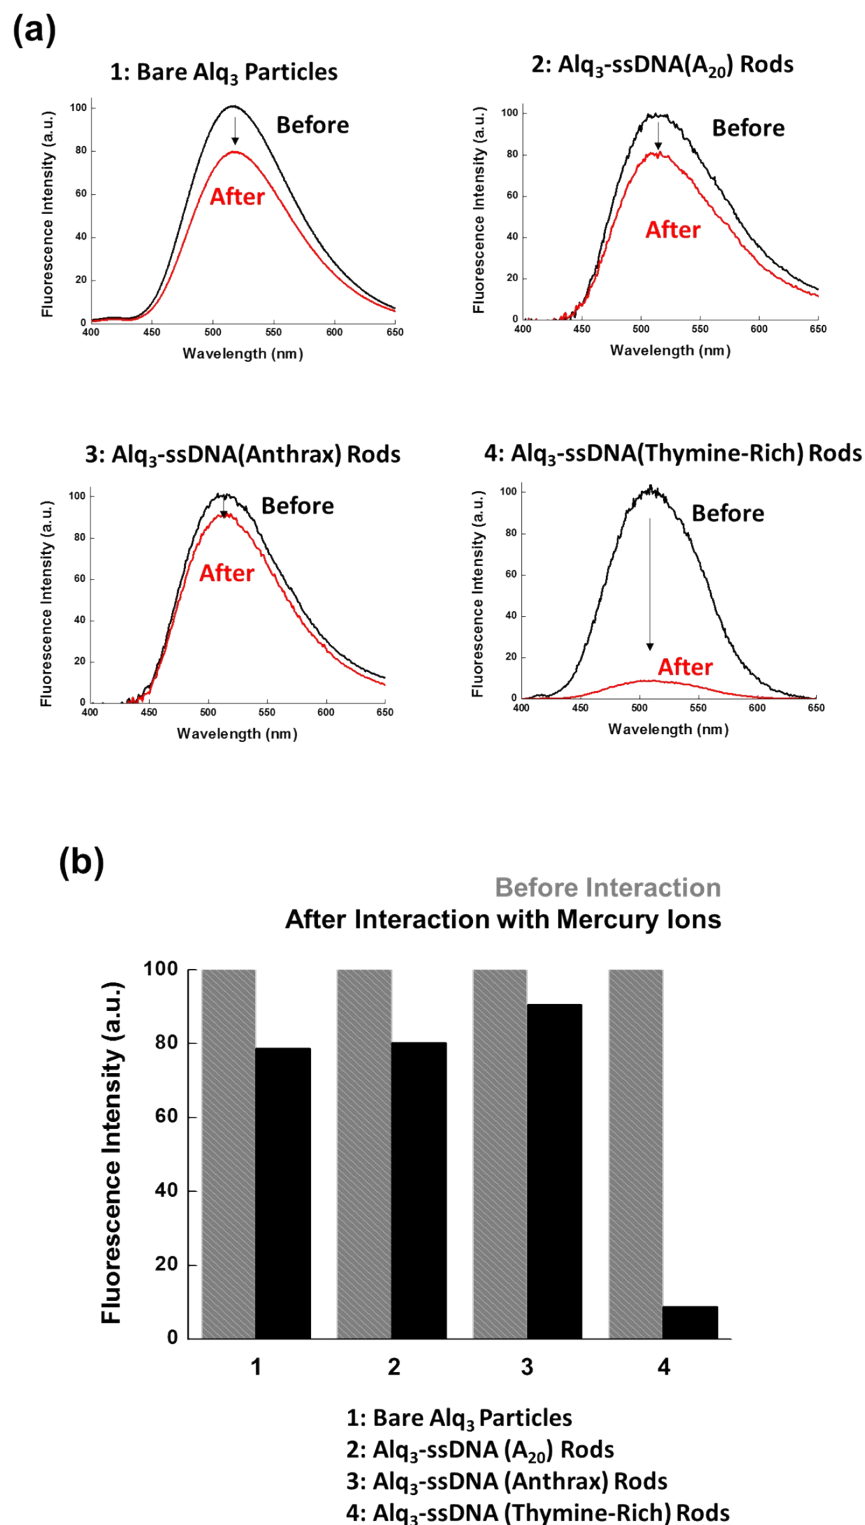 (a)
1: Bare Alq3 Particles
Fluorescence Intensity (a.u.)
100
80
60
40
20
0
Before
After
400 450 500 550 600 650
Wavelength (nm)
2: Alq3-ssDNA(A20) Rods
Fluorescence Intensity (a.u.)
100
80
60
40
20
0
Before
After
400 450 500 550 600 650
Wavelength (nm)
3: Alq3-ssDNA(Anthrax) Rods
Fluorescence Intensity (a.u.)
100
80
60
40
20
0
Before
After
400 450 500 550 600 650
Wavelength (nm)
4: Alq3-ssDNA(Thymine-Rich) Rods
Fluorescence Intensity (a.u.)
100
80
60
40
20
0
Before
After
400 450 500 550 600 650
Wavelength (nm)
(b)
Before Interaction
After Interaction with Mercury Ions
Fluorescence Intensity (a.u.)
100
80
60
40
20
0
1 2 3 4
1: Bare Alq3 Particles
2: Alq3-ssDNA (A20) Rods
3: Alq3-ssDNA (Anthrax) Rods
4: Alq3-ssDNA (Thymine-Rich) Rods